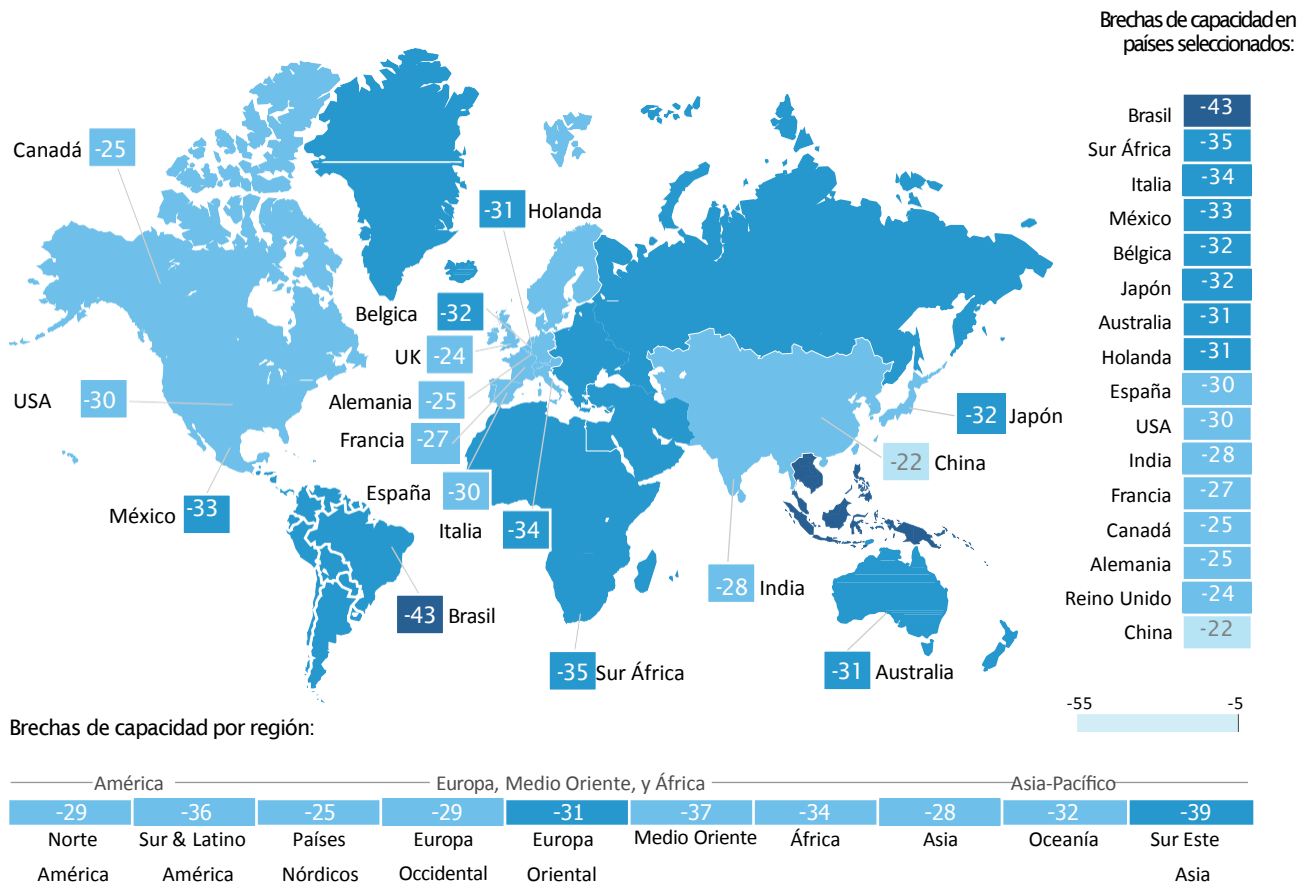 Brechas de capacidad en
países seleccionados:
Brasil -43
Sur África -35
Italia -34
México -33
Bélgica -32
Japón -32
Australia -31
Holanda -31
España -30
USA -30
India -28
Francia -27
Canadá -25
Alemania -25
Reino Unido -24
China -22
-55 -5
Canadá -25
-31 Holanda
Belgica -32
UK -24
USA -30
Alemania -25
-32 Japón
Francia -27
-22 China
España -30
México -33
Italia -34
-28 India
-43 Brasil
-35 Sur África
-31 Australia
Brechas de capacidad por región:
América Europa, Medio Oriente, y África Asia-Pacífico
-29 -36 -25 -29 -31 -37 -34 -28 -32 -39
Norte Sur & Latino Países Europa Europa Medio Oriente África Asia Oceanía Sur Este
América América Nórdicos Occidental Oriental Asia